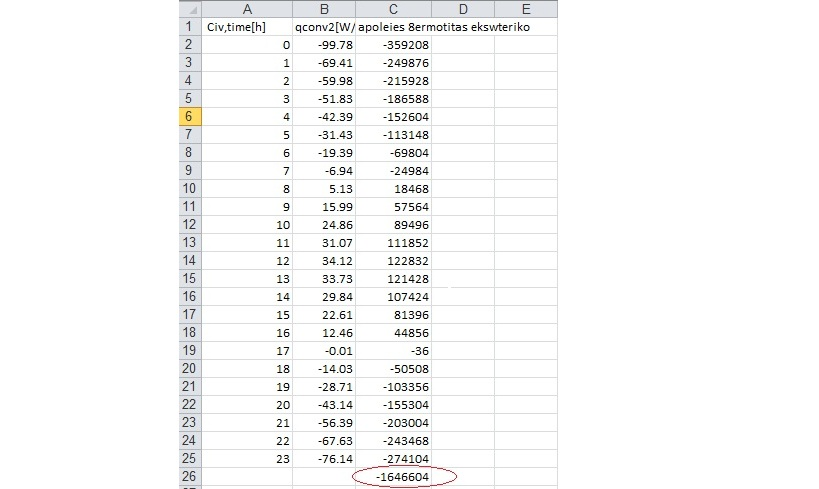 A B C D E
1 Civ,time[h] qconv2[W/ apoleies 8ermotitas ekswteriko
2 0 -99.78 -359208
3 1 -69.41 -249876
4 2 -59.98 -215928
5 3 -51.83 -186588
6 4 -42.39 -152604
7 5 -31.43 -113148
8 6 -19.39 -69804
9 7 -6.94 -24984
10 8 5.13 18468
11 9 15.99 57564
12 10 24.86 89496
13 11 31.07 111852
14 12 34.12 122832
15 13 33.73 121428
16 14 29.84 107424
17 15 22.61 81396
18 16 12.46 44856
19 17 -0.01 -36
20 18 -14.03 -50508
21 19 -28.71 -103356
22 20 -43.14 -155304
23 21 -56.39 -203004
24 22 -67.63 -243468
25 23 -76.14 -274104
26 -1646604